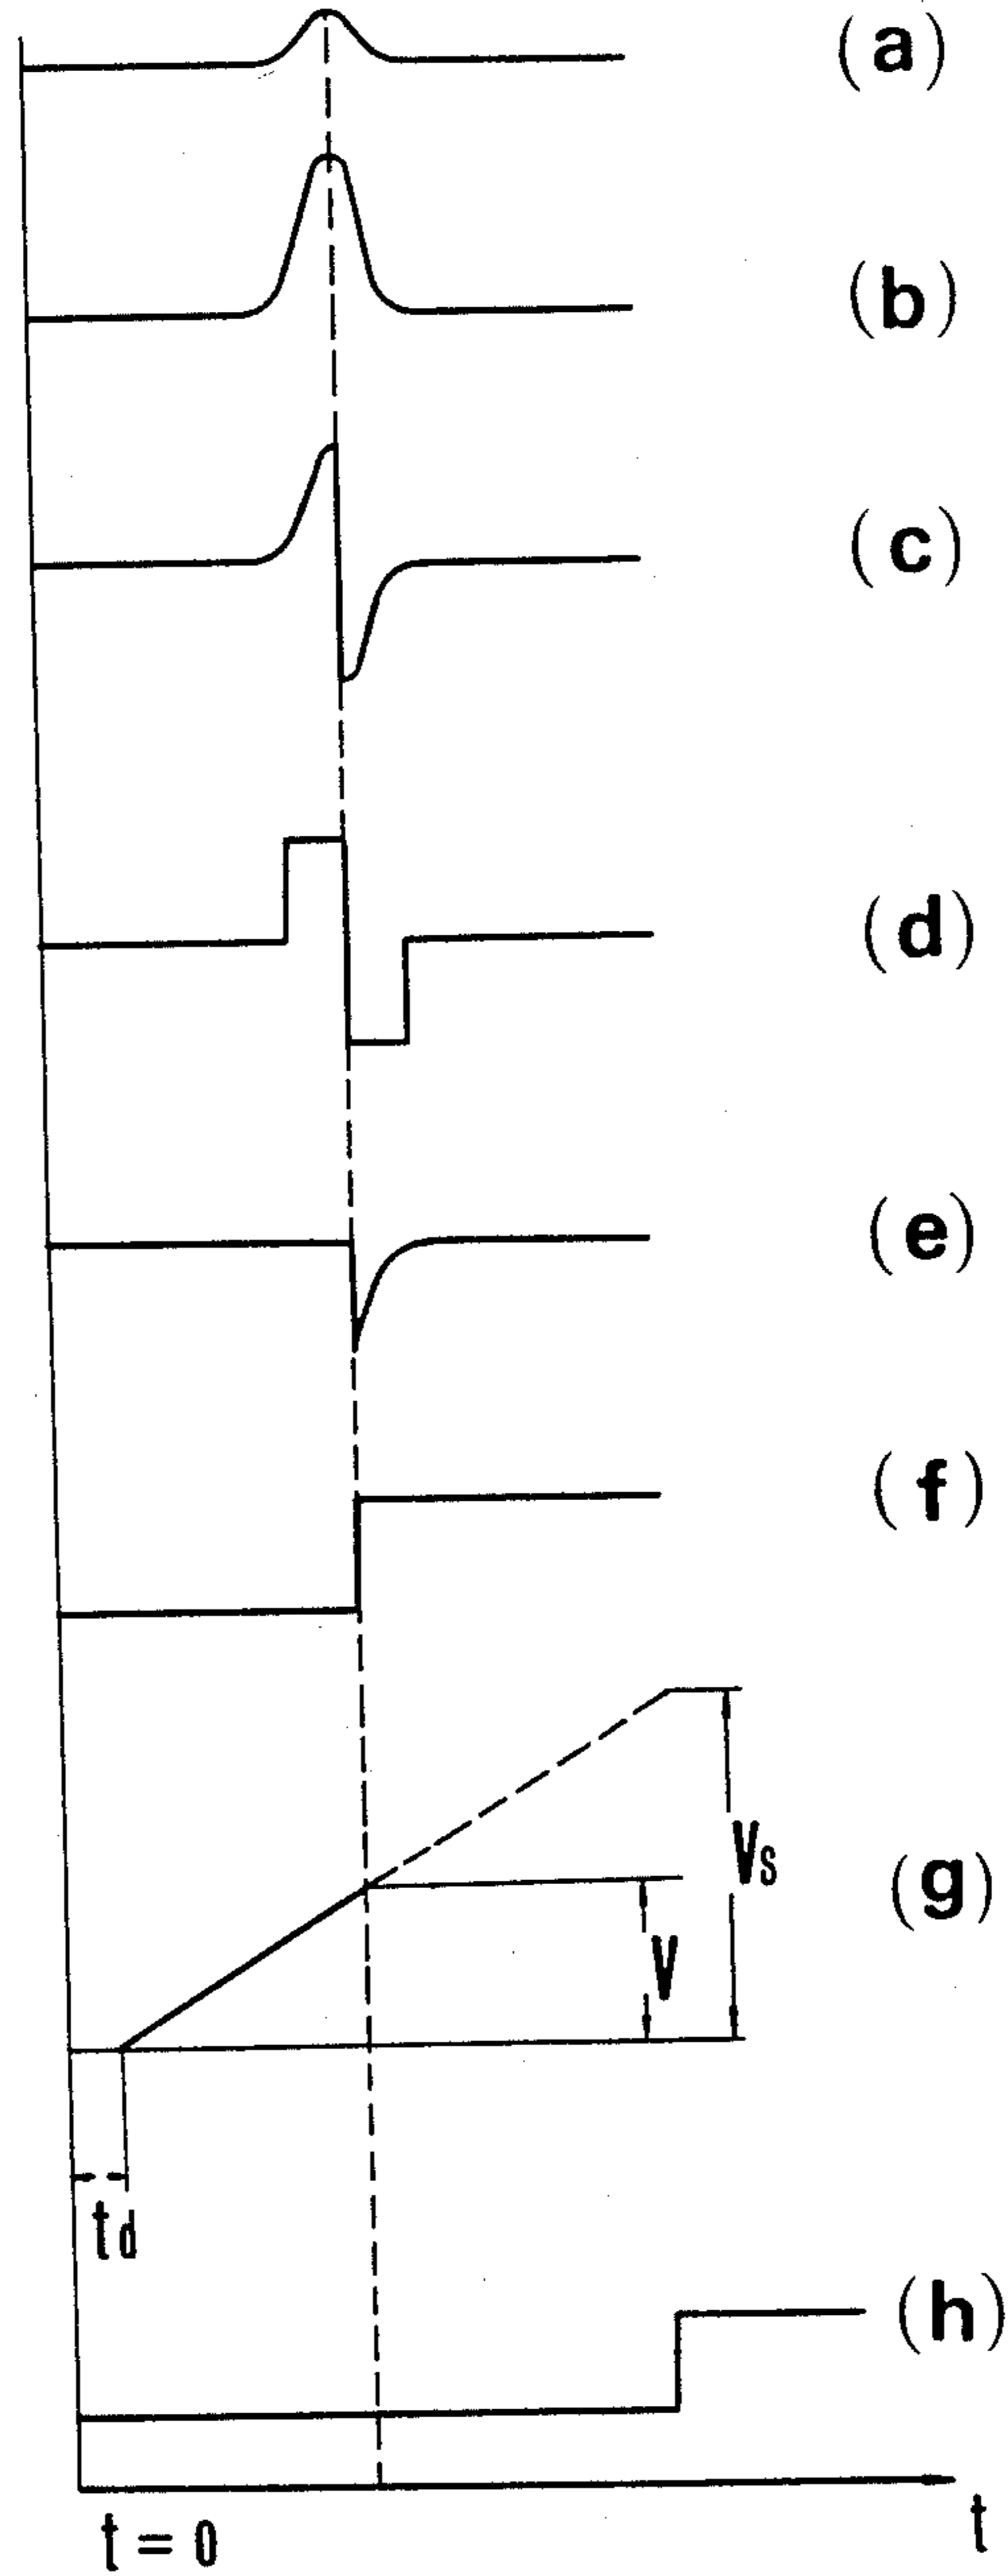 (a)
(b)
(c)
(d)
(e)
(f)
Vs
(g)
V
td
(h)
t
t = 0